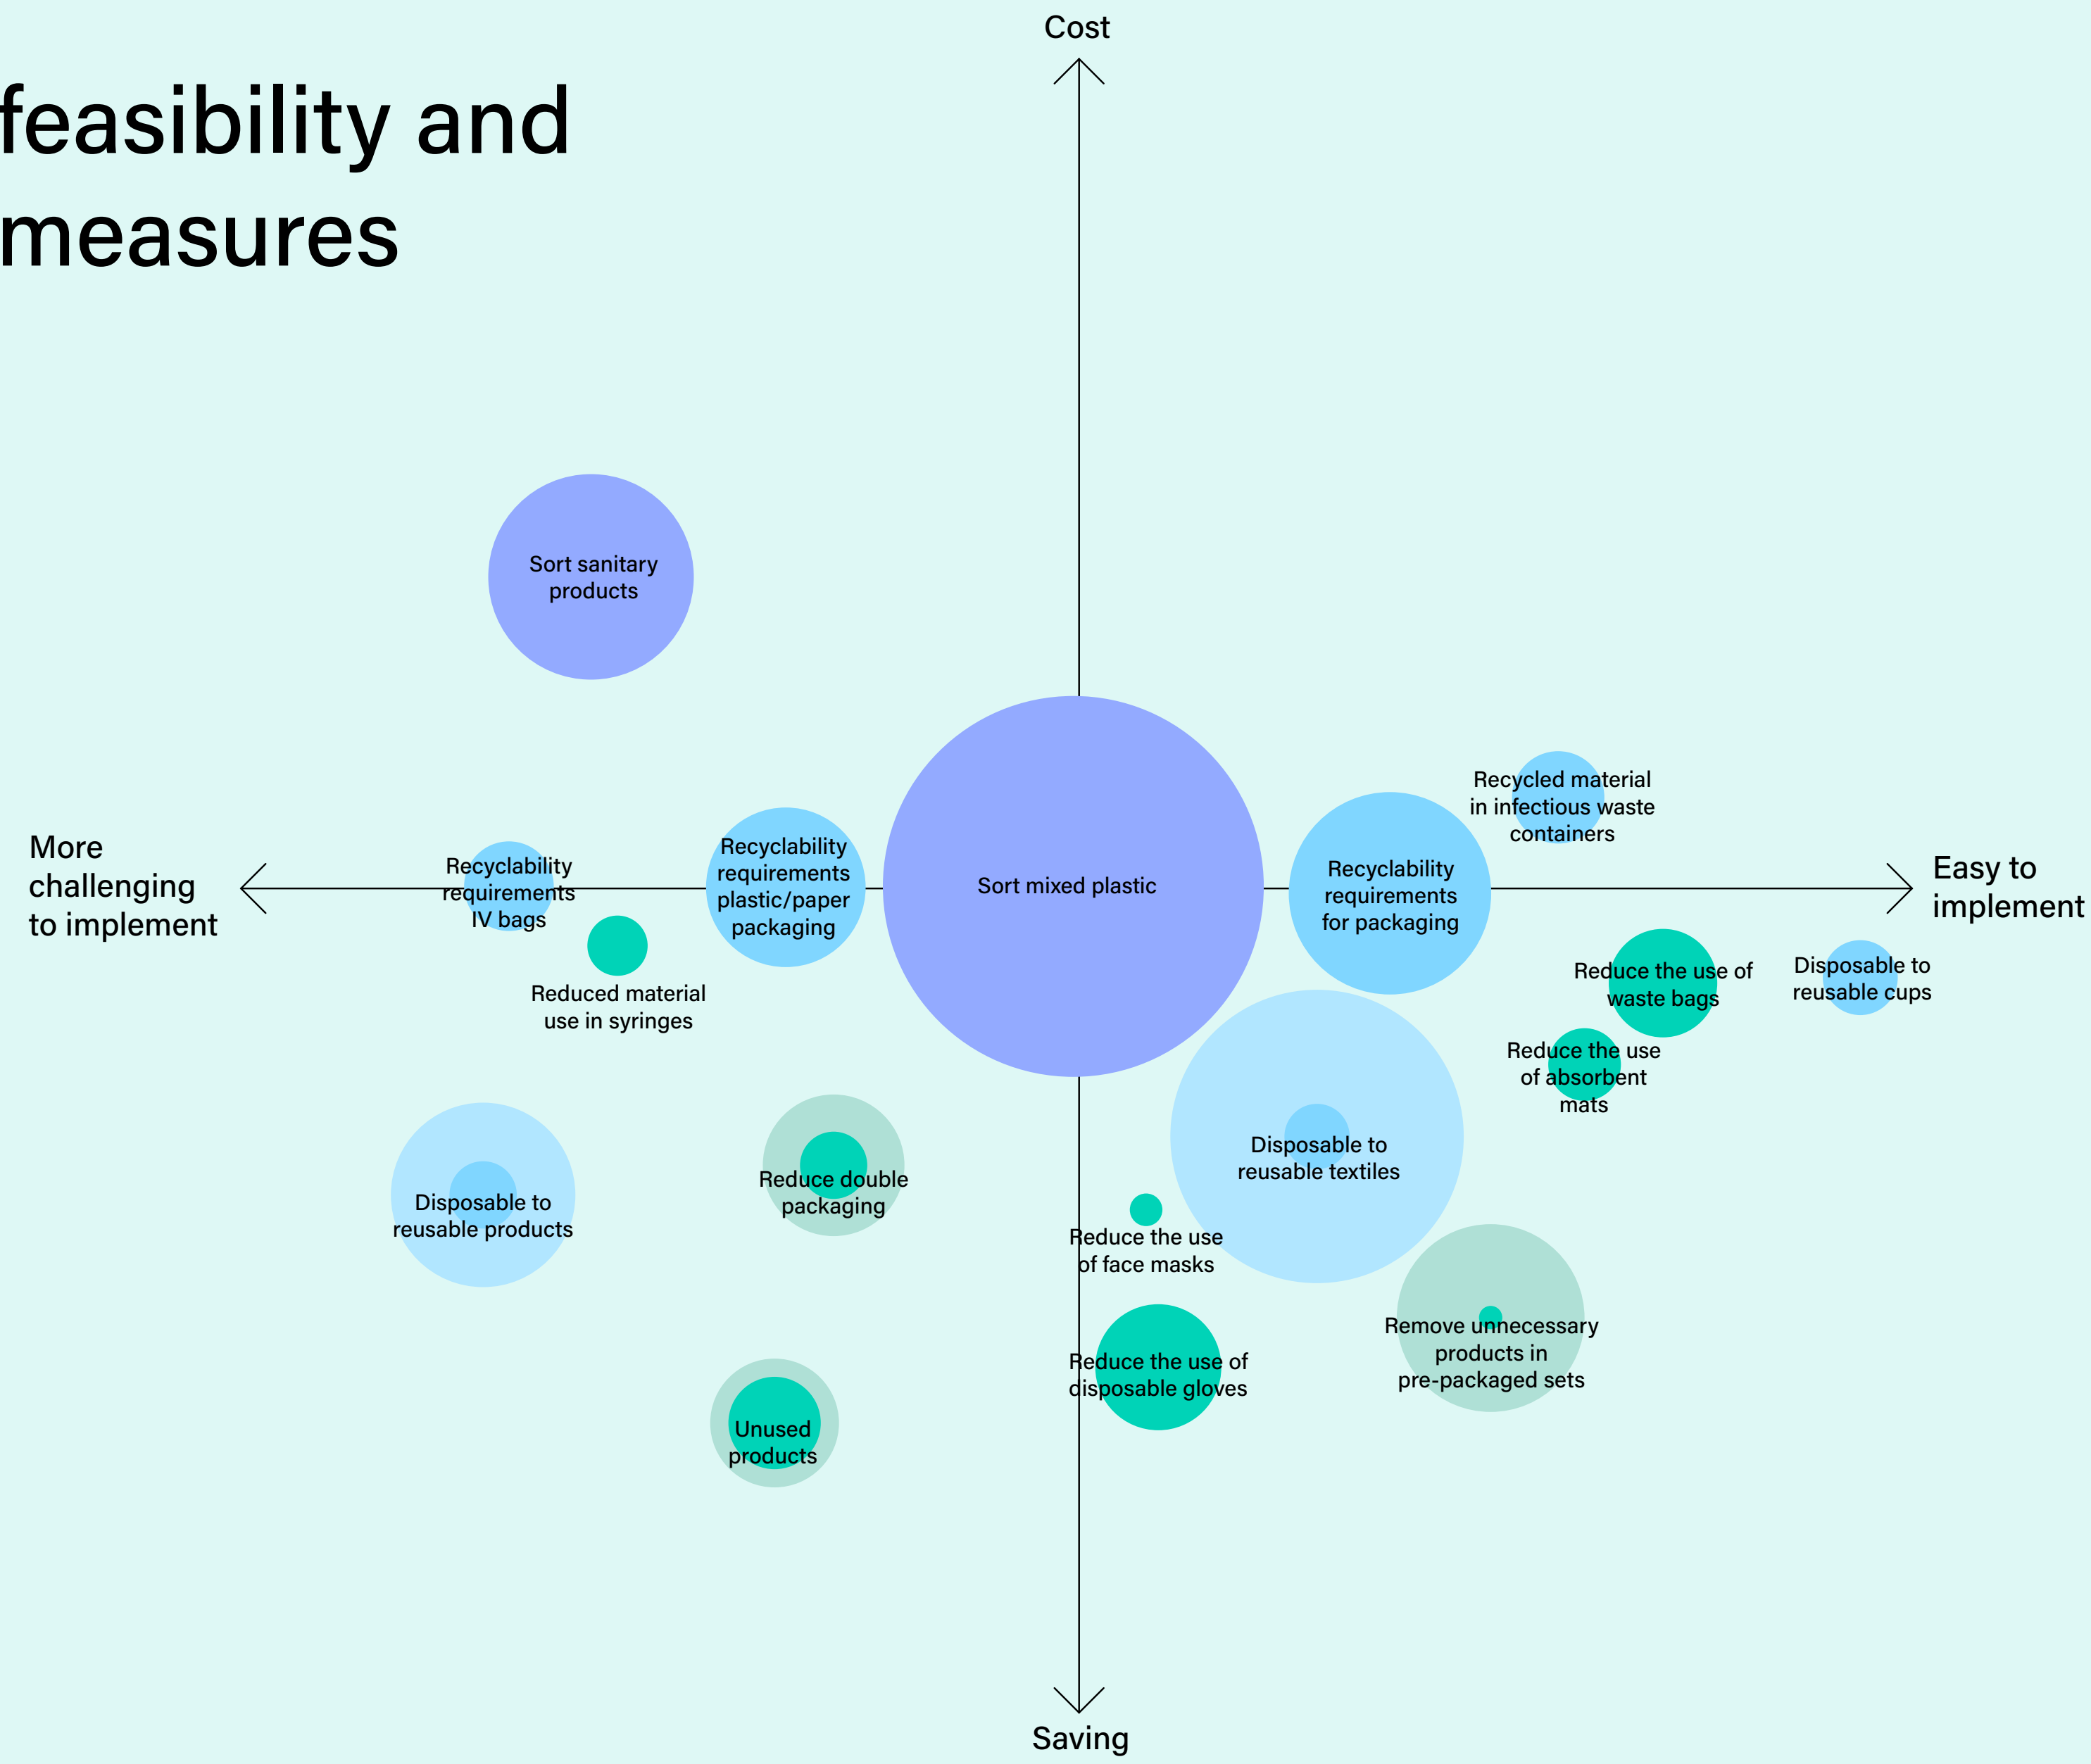 Cost
feasibility and
measures
Sort sanitary
products
Recycled material
in infectious waste
containers
More
challenging
to implement
Recyclability
requirements
IV bags
Recyclability
requirements
plastic/paper
packaging
Sort mixed plastic
Recyclability
requirements
for packaging
Easy to
implement
Reduced material
use in syringes
Reduce the use of
waste bags
Disposable to
reusable cups
Reduce the use
of absorbent
mats
Disposable to
reusable products
Reduce double
packaging
Disposable to
reusable textiles
Reduce the use
of face masks
Reduce the use of
disposable gloves
Remove unnecessary
products in
pre-packaged sets
Unused
products
Saving